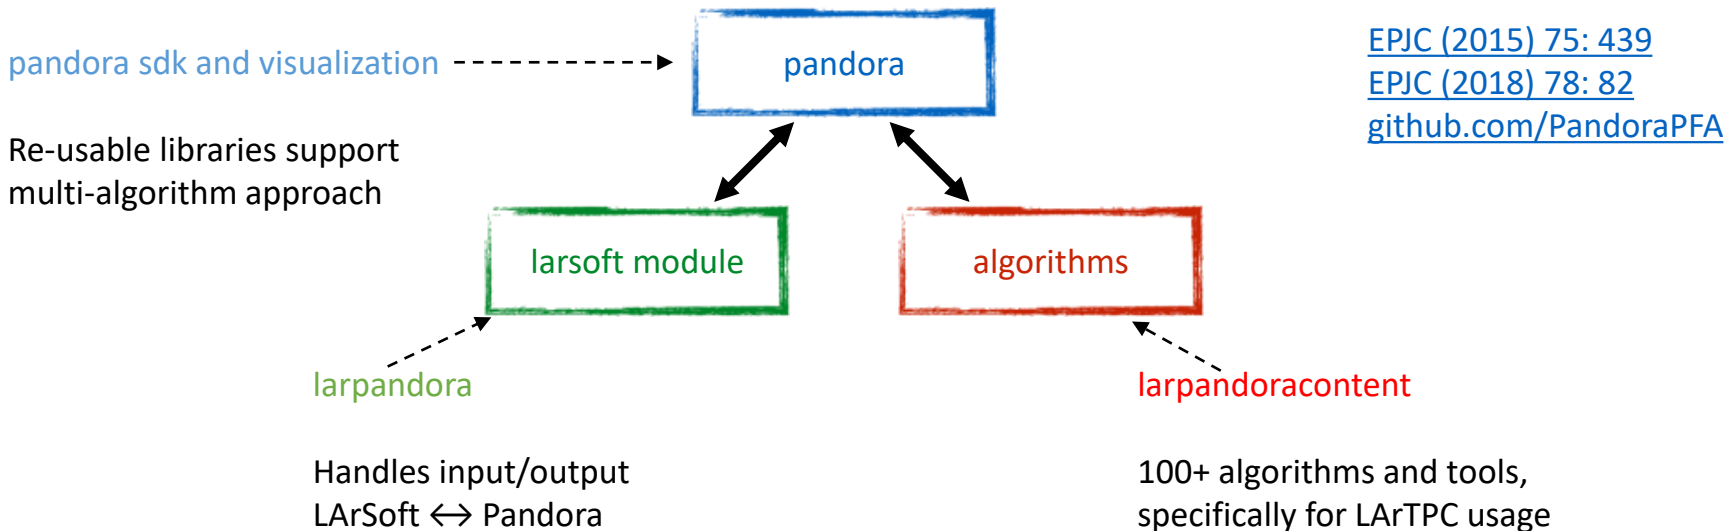 pandora sdk and visualization
pandora
EPJC (2015) 75: 439
EPJC (2018) 78: 82
github.com/PandoraPFA
Re-usable libraries support
multi-algorithm approach
larsoft module
algorithms
larpandora
larpandoracontent
Handles input/output
LArSoft ↔ Pandora
100+ algorithms and tools,
specifically for LArTPC usage